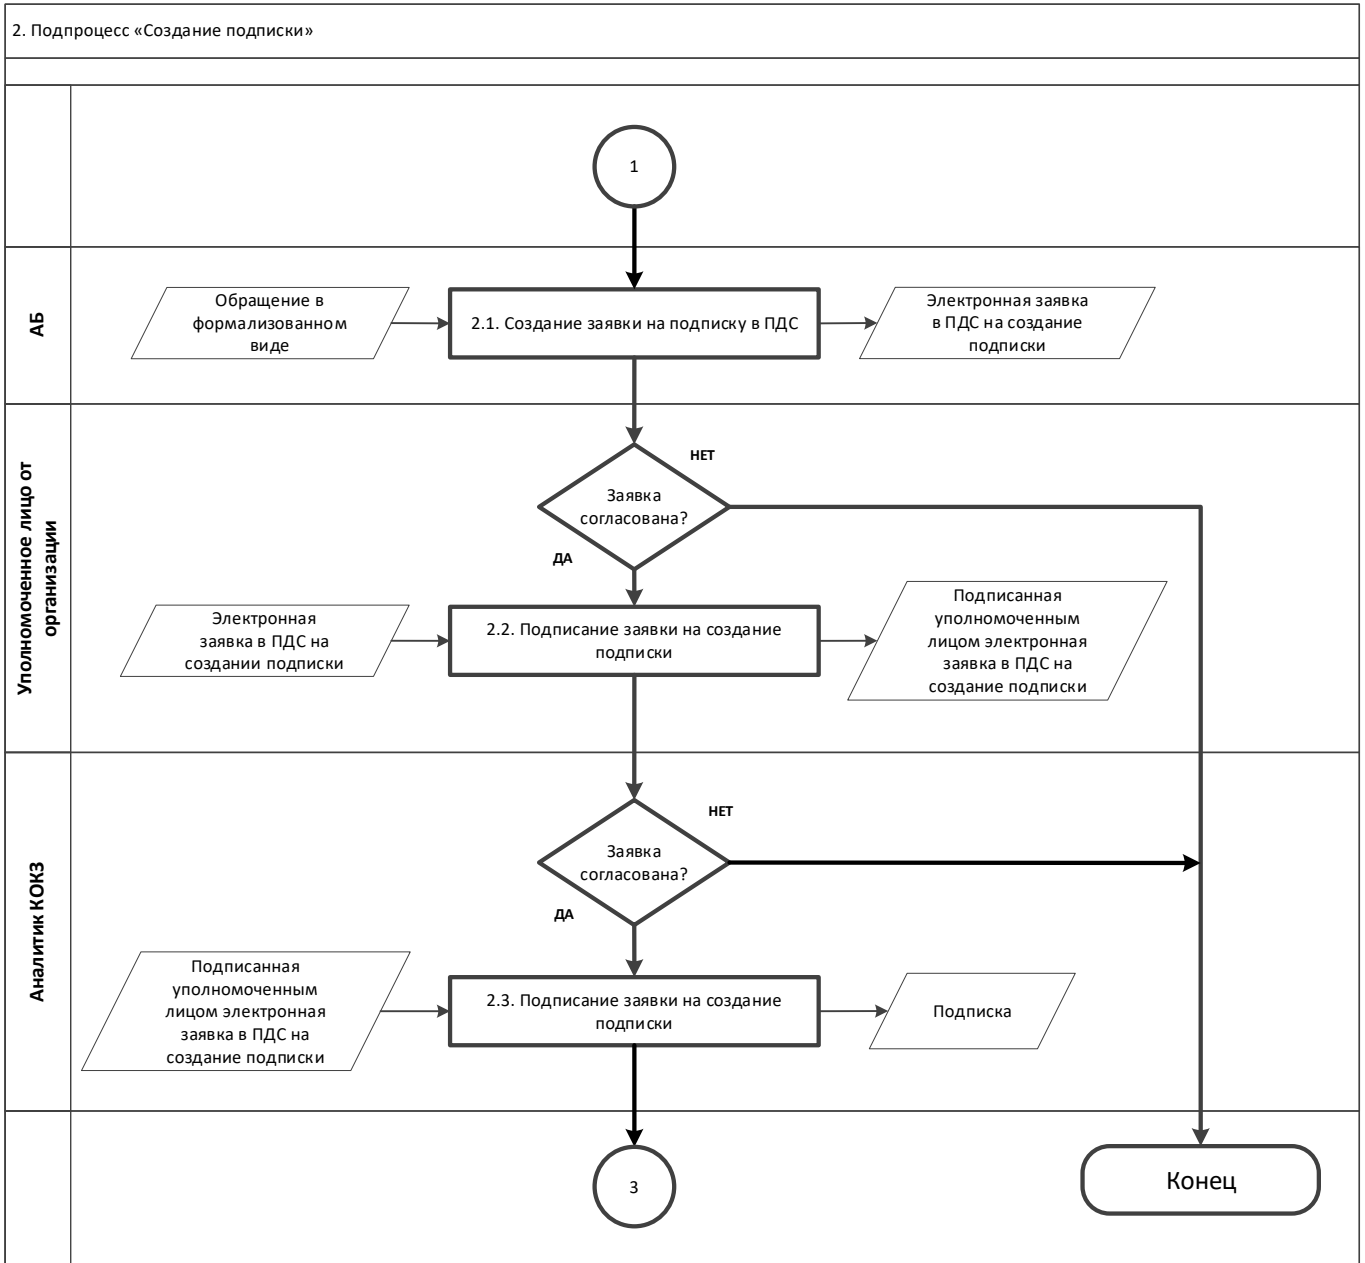 2. Подпроцесс «Создание подписки»
1
АБ
Обращение в
формализованном
виде
2.1. Создание заявки на подписку в ПДС
Электронная заявка
в ПДС на создание
подписки
Уполномоченное лицо от
организации
НЕТ
Заявка
согласована?
ДА
Электронная
заявка в ПДС на
создании подписки
2.2. Подписание заявки на создание
подписки
Подписанная
уполномоченным
лицом электронная
заявка в ПДС на
создание подписки
Аналитик КОКЗ
НЕТ
Заявка
согласована?
ДА
Подписанная
уполномоченным
лицом электронная
заявка в ПДС на
создание подписки
2.3. Подписание заявки на создание
подписки
Подписка
3
Конец